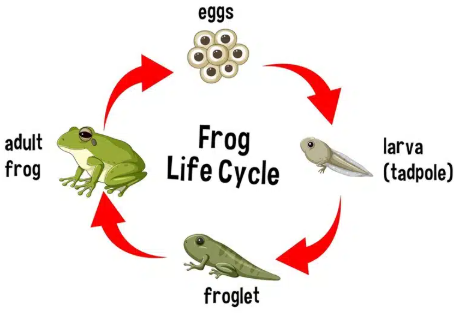 eggs
Frog
Life Cycle
adult
frog
larva
(tadpole)
froglet